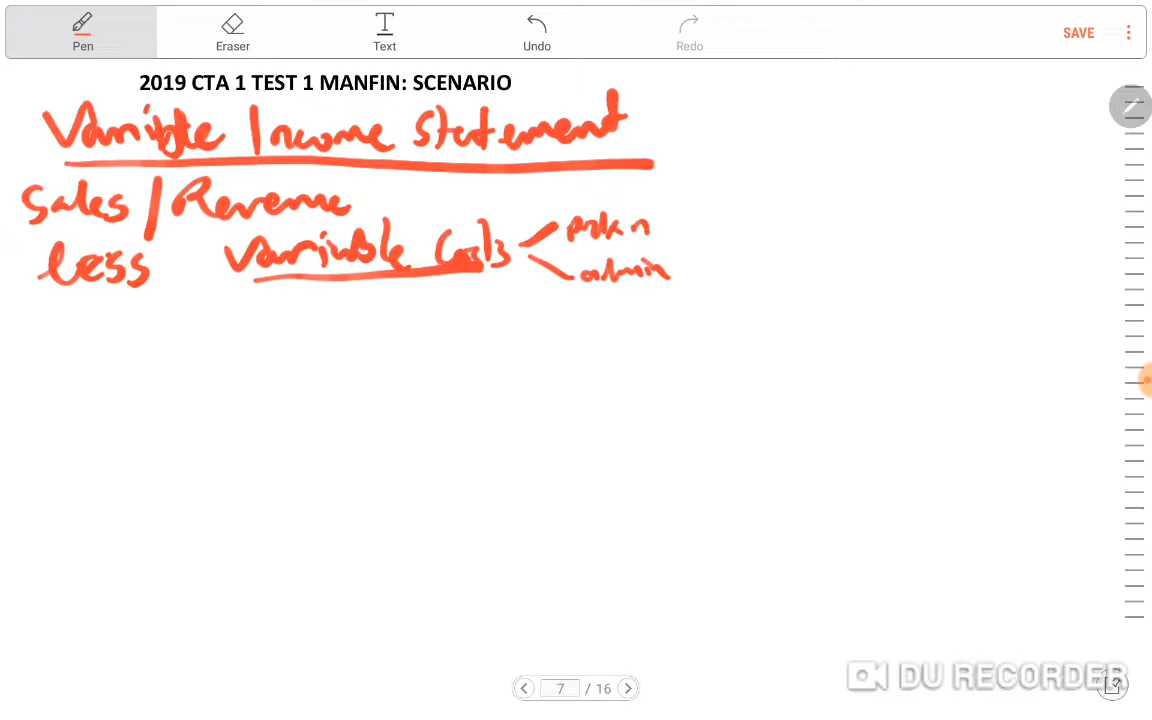 Pen Eraser Text Undo Redo SAVE
2019 CTA 1 TEST 1 MANFIN: SCENARIO
Variable Income Statement
Sales / Revenue
less Variable Costs
admin
7 / 16
DU RECORDER